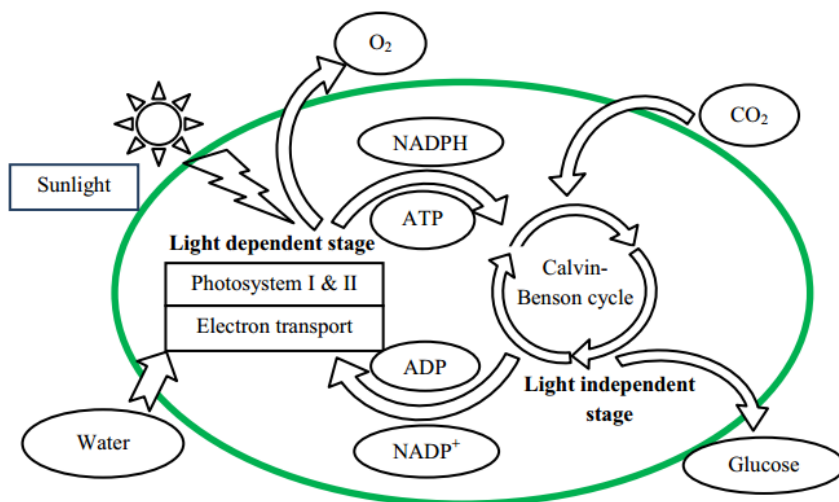 O₂
CO₂
NADPH
Sunlight
ATP
Light dependent stage
Photosystem I & II
Electron transport
Calvin-
Benson cycle
ADP
Light independent
stage
Water
NADP⁺
Glucose